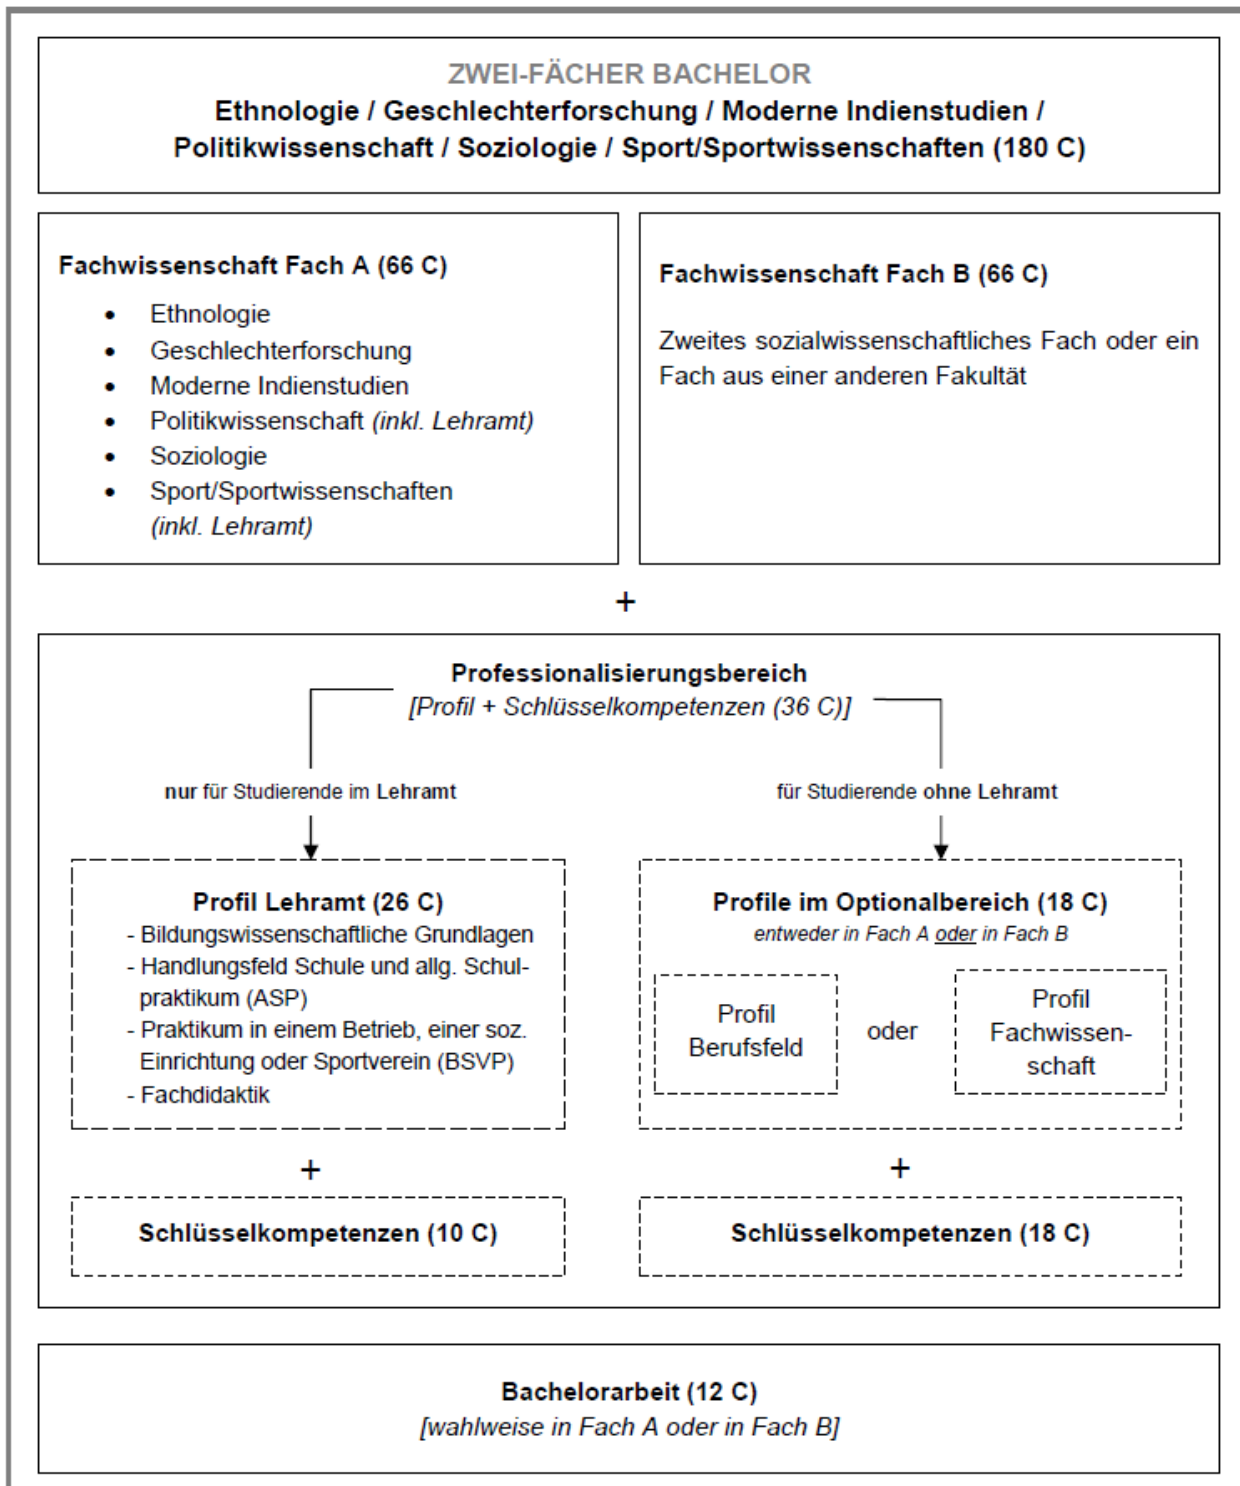 ZWEI-FÄCHER BACHELOR
Ethnologie / Geschlechterforschung / Moderne Indienstudien /
Politikwissenschaft / Soziologie / Sport/Sportwissenschaften (180 C)
Fachwissenschaft Fach A (66 C)
• Ethnologie
• Geschlechterforschung
• Moderne Indienstudien
• Politikwissenschaft (inkl. Lehramt)
• Soziologie
• Sport/Sportwissenschaften
(inkl. Lehramt)
Fachwissenschaft Fach B (66 C)
Zweites sozialwissenschaftliches Fach oder ein
Fach aus einer anderen Fakultät
+
Professionalisierungsbereich
[Profil + Schlüsselkompetenzen (36 C)]
nur für Studierende im Lehramt
Profil Lehramt (26 C)
- Bildungswissenschaftliche Grundlagen
- Handlungsfeld Schule und allg. Schul-
praktikum (ASP)
- Praktikum in einem Betrieb, einer soz.
Einrichtung oder Sportverein (BSVP)
- Fachdidaktik
+
Schlüsselkompetenzen (10 C)
für Studierende ohne Lehramt
Profile im Optionalbereich (18 C)
entweder in Fach A oder in Fach B
Profil
Berufsfeld
oder
Profil
Fachwissen-
schaft
+
Schlüsselkompetenzen (18 C)
Bachelorarbeit (12 C)
[wahlweise in Fach A oder in Fach B]